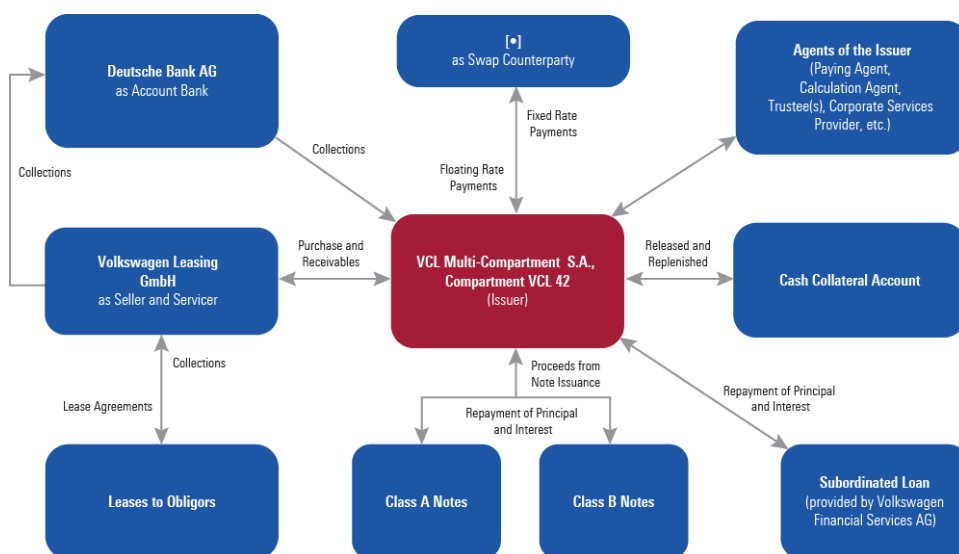 Deutsche Bank AG
as Account Bank
[•]
as Swap Counterparty
Agents of the Issuer
(Paying Agent,
Calculation Agent,
Trustee(s), Corporate Services
Provider, etc.)
Collections
Collections
Fixed Rate
Payments
Floating Rate
Payments
Volkswagen Leasing
GmbH
as Seller and Servicer
Purchase and
Receivables
VCL Multi-Compartment S.A.,
Compartment VCL 42
(Issuer)
Released and
Replenished
Cash Collateral Account
Collections
Lease Agreements
Proceeds from
Note Issuance
Repayment of Principal
and Interest
Repayment of Principal
and Interest
Leases to Obligors
Class A Notes
Class B Notes
Subordinated Loan
(provided by Volkswagen
Financial Services AG)